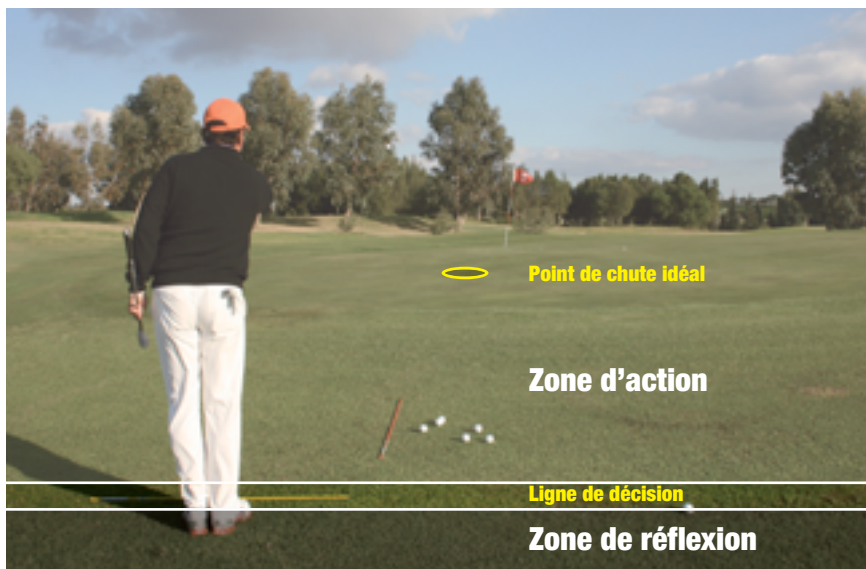 Point de chute idéal
Zone d’action
Ligne de décision
Zone de réflexion